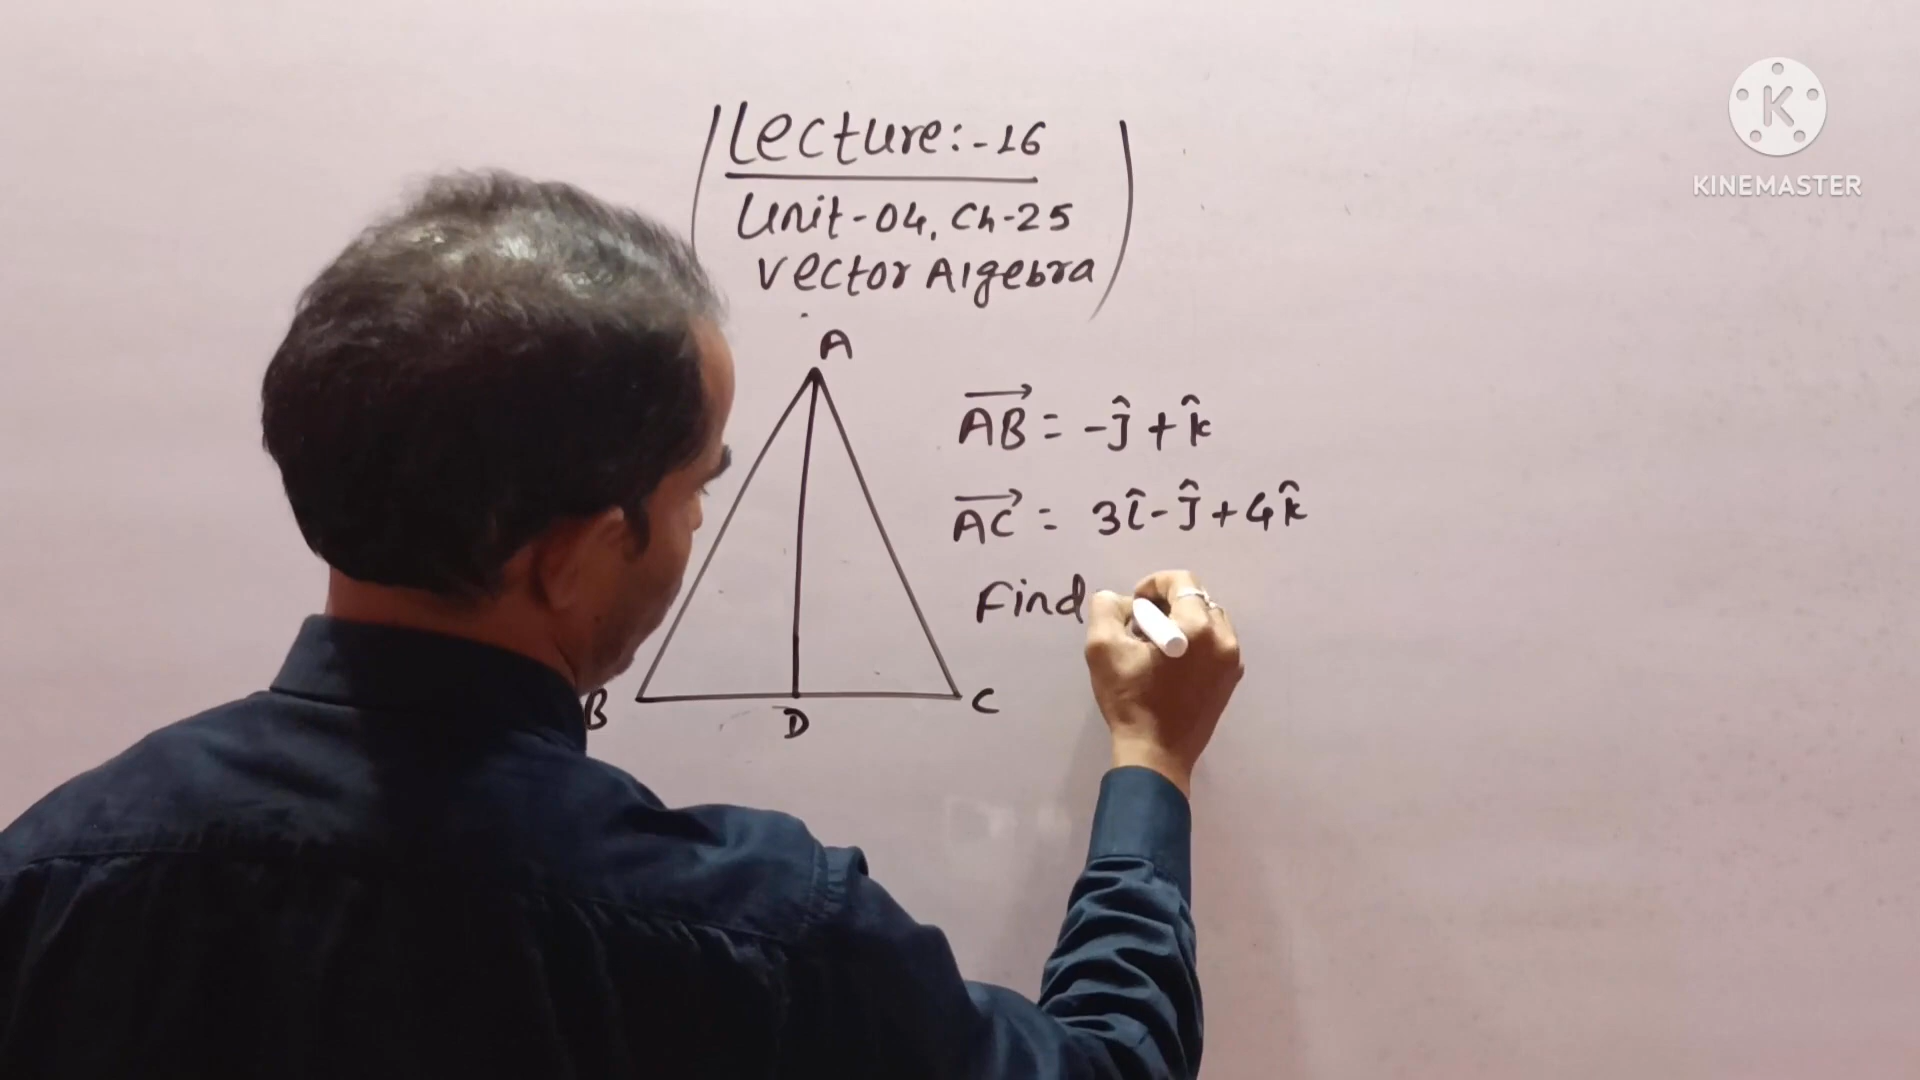 Lecture:-16
Unit-04, Ch-25
Vector Algebra
A
AB = -ĵ + k̂
AC = 3î - ĵ + 4k̂
Find
B
D
C
K
KINEMASTER